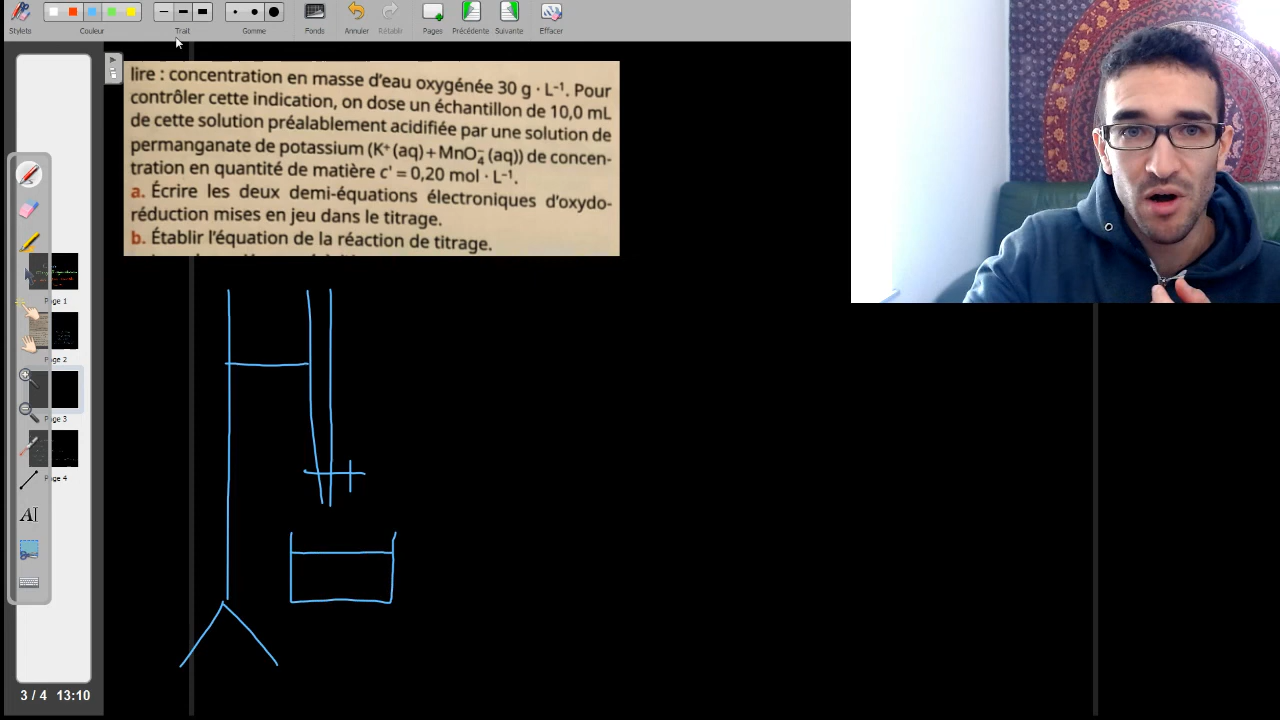 Stylets
Couleur
Trait
Gomme
Fonds
Annuler
Rétablir
Pages
Précédente
Suivante
Effacer
lire : concentration en masse d'eau oxygénée 30 g · L⁻¹. Pour
contrôler cette indication, on dose un échantillon de 10,0 mL
de cette solution préalablement acidifiée par une solution de
permanganate de potassium (K⁺ (aq) + MnO₄⁻ (aq)) de concen-
tration en quantité de matière c' = 0,20 mol · L⁻¹.
a. Écrire les deux demi-équations électroniques d'oxydo-
réduction mises en jeu dans le titrage.
b. Établir l'équation de la réaction de titrage.
Page 1
Page 2
Page 3
Page 4
AI
3 / 4 13:10